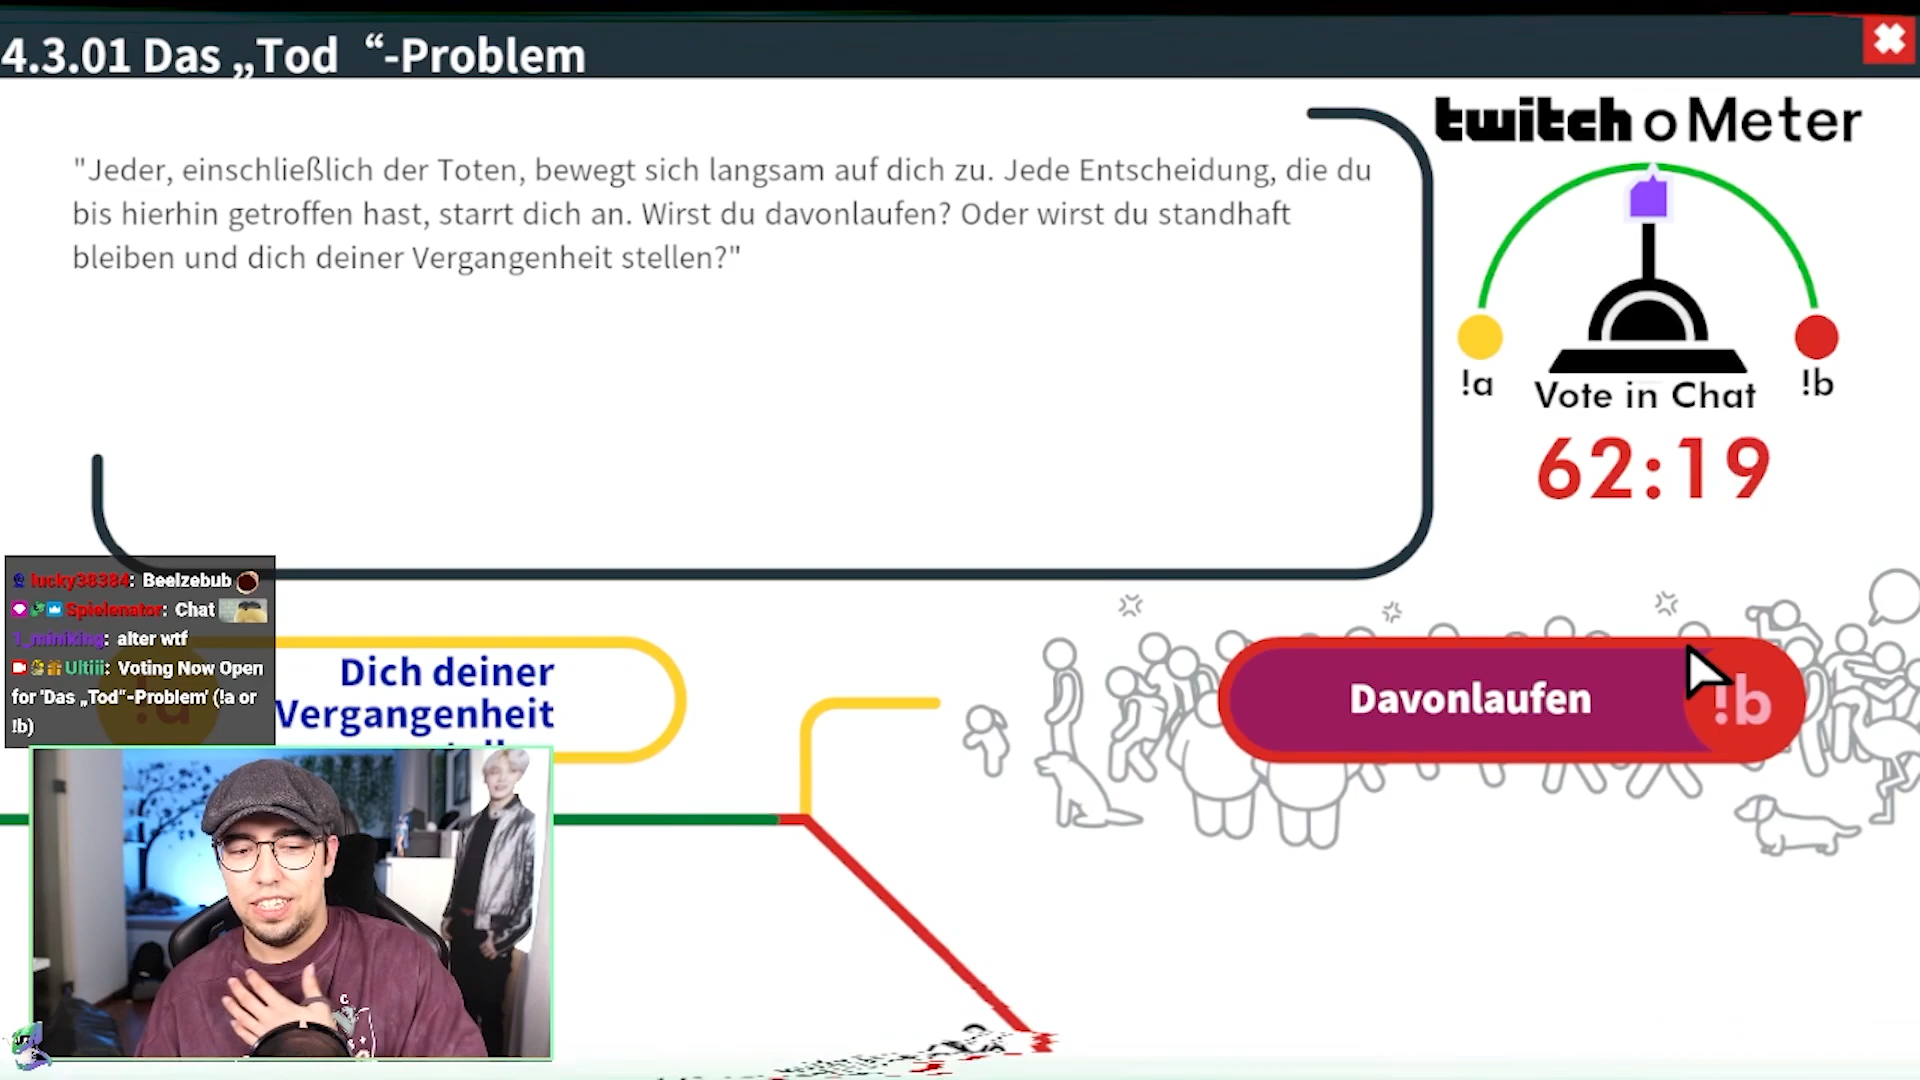 4.3.01 Das „Tod “-Problem
"Jeder, einschließlich der Toten, bewegt sich langsam auf dich zu. Jede Entscheidung, die du
bis hierhin getroffen hast, starrt dich an. Wirst du davonlaufen? Oder wirst du standhaft
bleiben und dich deiner Vergangenheit stellen?"
twitch o Meter
!a
Vote in Chat
!b
62:19
lucky38384: Beelzebub
Spielenator: Chat
1_miniking: alter wtf
Ultiii: Voting Now Open
for 'Das „Tod"-Problem' (!a or
!b)
!a
Dich deiner
Vergangenheit
Davonlaufen
!b